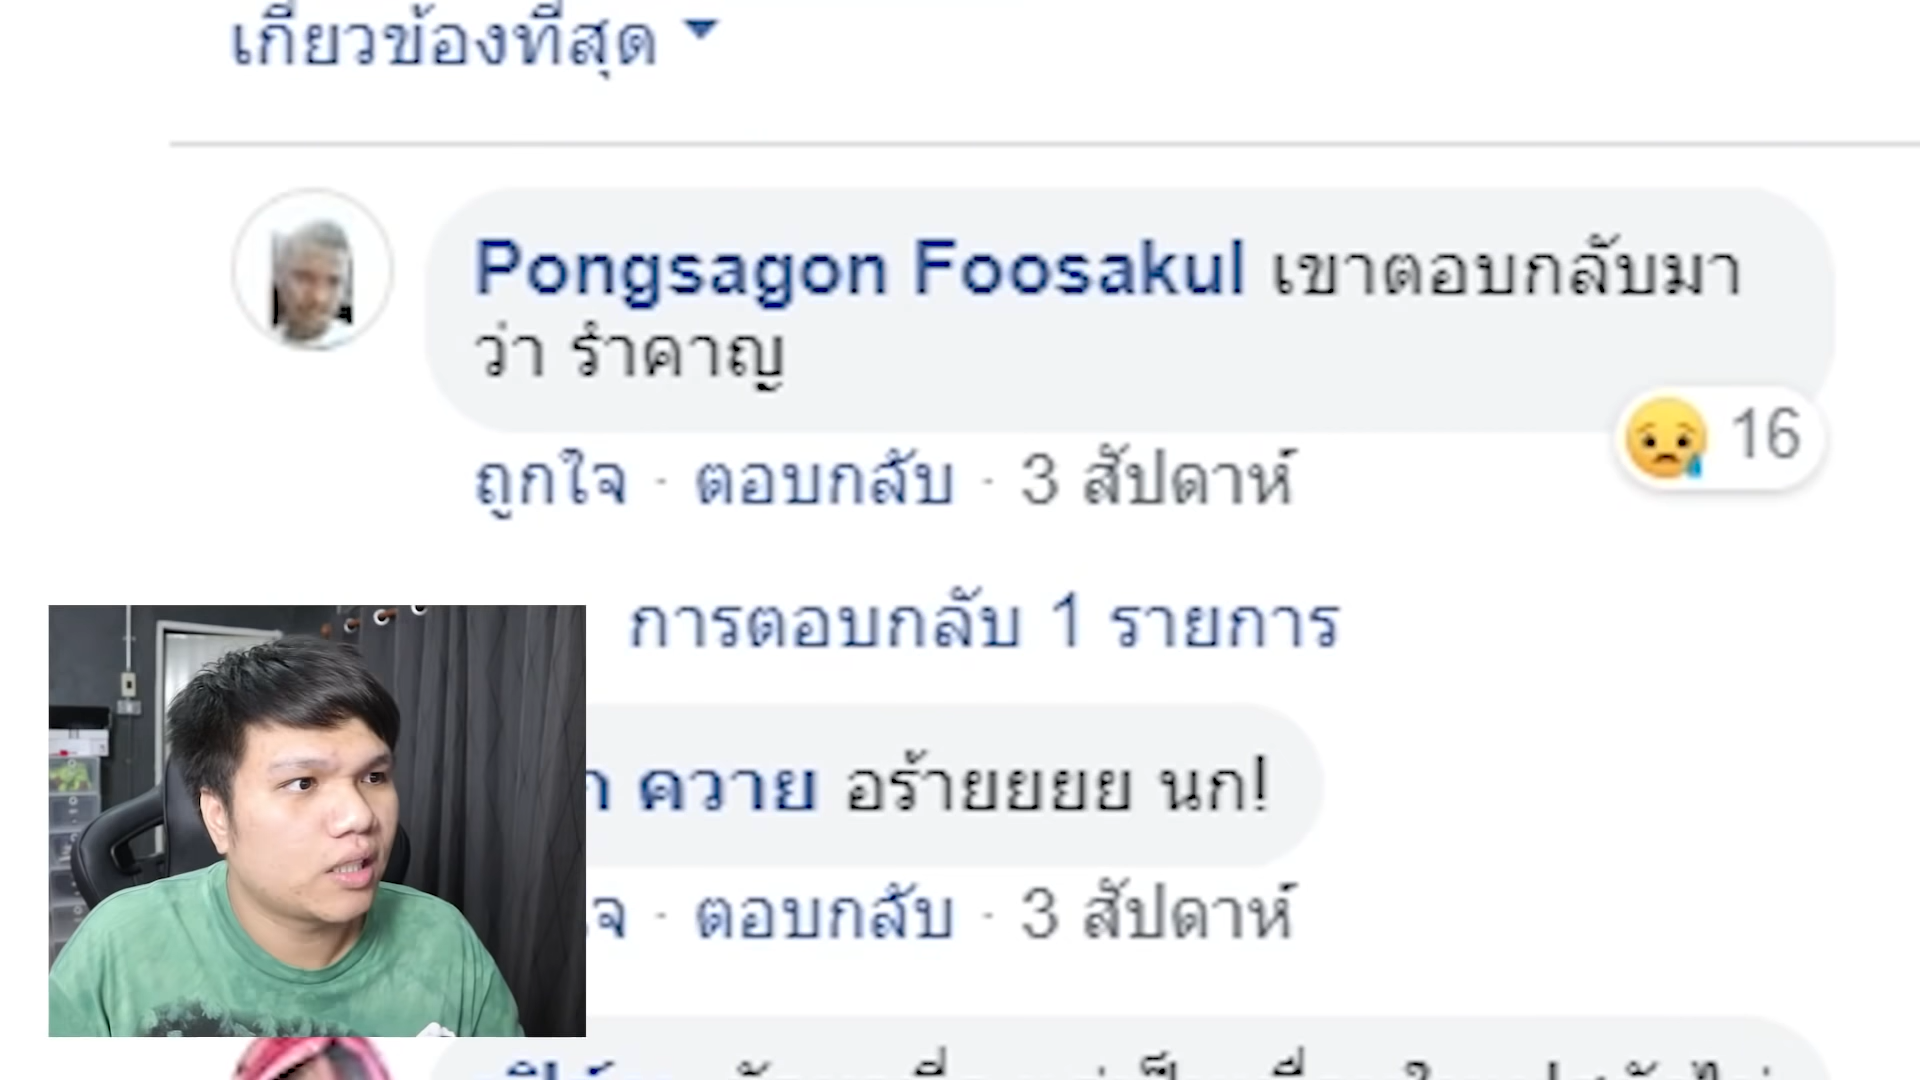 เกี่ยวข้องที่สุด
Pongsagon Foosakul เขาตอบกลับมา
ว่า รำคาญ
16
ถูกใจ · ตอบกลับ · 3 สัปดาห์
การตอบกลับ 1 รายการ
ควาย อร้ายยยย นก!
ตอบกลับ · 3 สัปดาห์